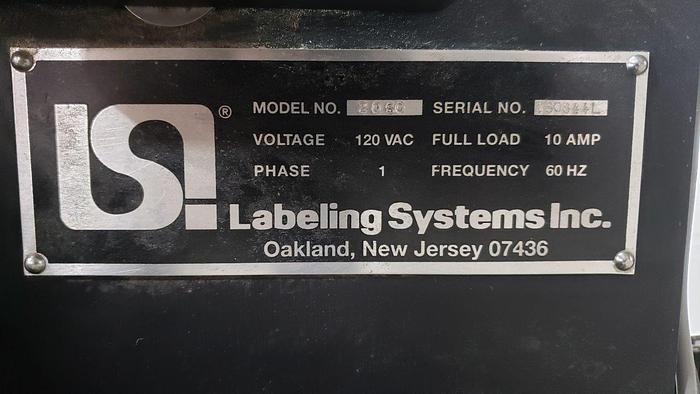 LSI ®
MODEL NO. SERIAL NO.
VOLTAGE 120 VAC FULL LOAD 10 AMP
PHASE 1 FREQUENCY 60 HZ
Labeling Systems Inc.
Oakland, New Jersey 07436